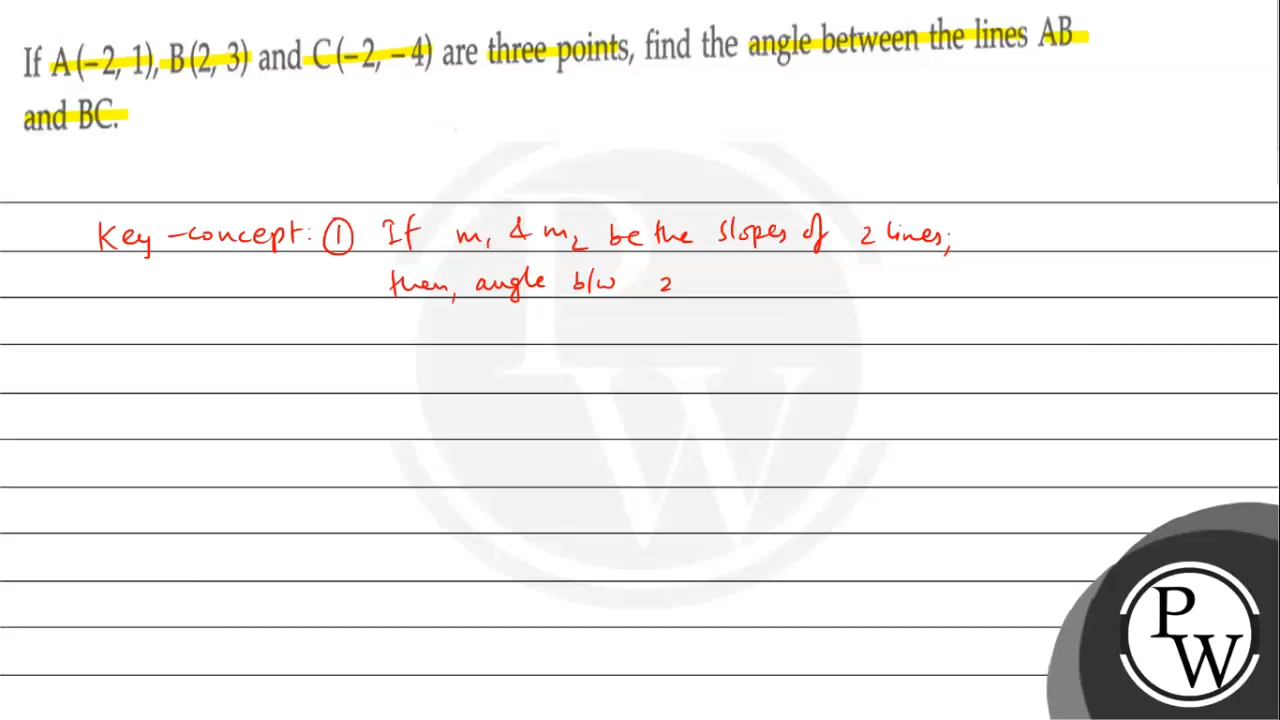 If A(−2, 1), B(2, 3) and C(−2, −4) are three points, find the angle between the lines AB
and BC.
Key-concept: ① If m₁ & m₂ be the slopes of 2 lines;
then, angle b/w 2
P
W
P
W